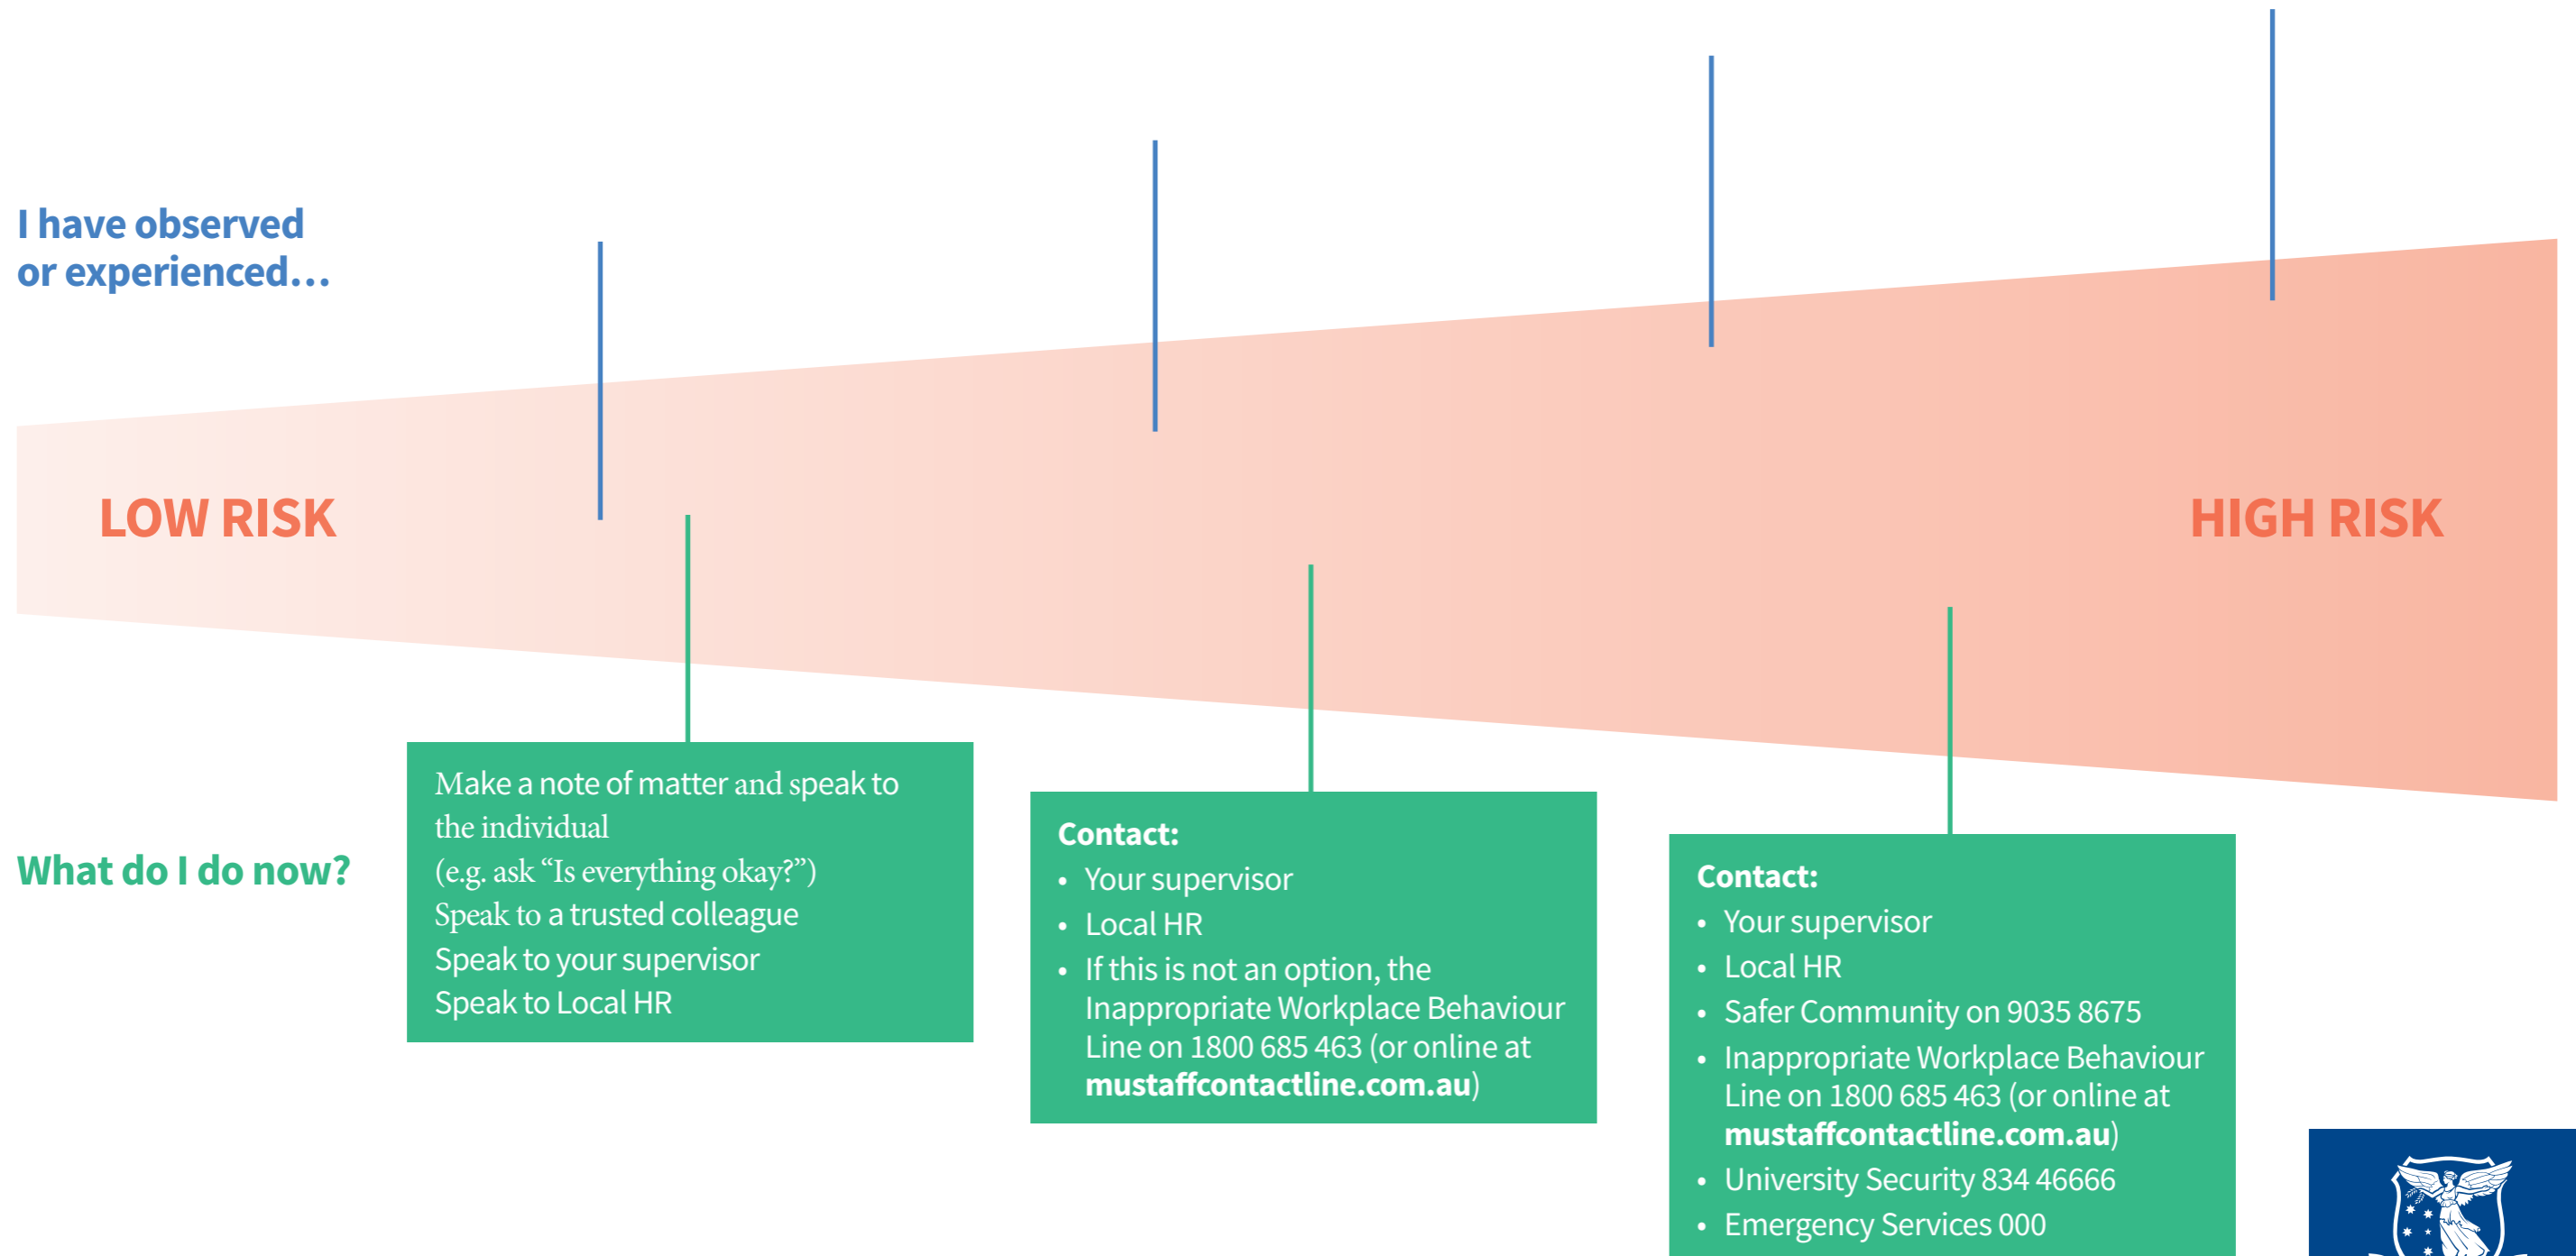 I have observed
or experienced…
LOW RISK
HIGH RISK
What do I do now?
Make a note of matter and speak to
the individual
(e.g. ask “Is everything okay?”)
Speak to a trusted colleague
Speak to your supervisor
Speak to Local HR
Contact:
• Your supervisor
• Local HR
• If this is not an option, the
Inappropriate Workplace Behaviour
Line on 1800 685 463 (or online at
mustaffcontactline.com.au)
Contact:
• Your supervisor
• Local HR
• Safer Community on 9035 8675
• Inappropriate Workplace Behaviour
Line on 1800 685 463 (or online at
mustaffcontactline.com.au)
• University Security 834 46666
• Emergency Services 000